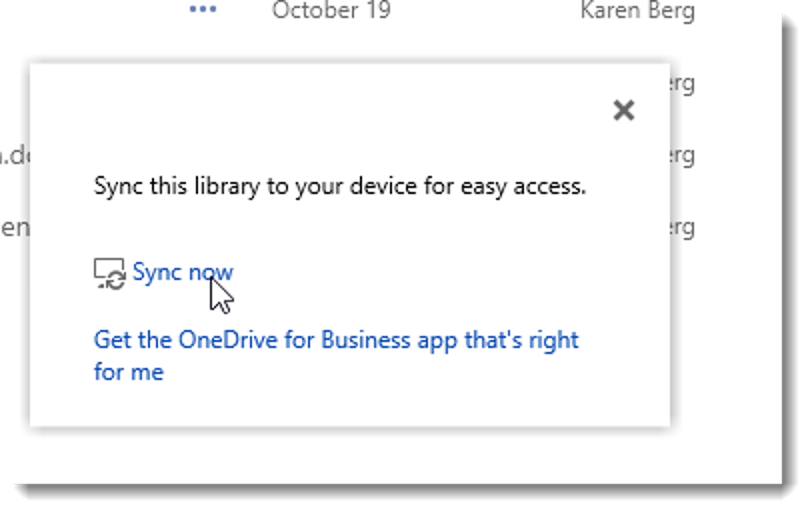 October 19 Karen Berg
Sync this library to your device for easy access.
Sync now
Get the OneDrive for Business app that's right
for me